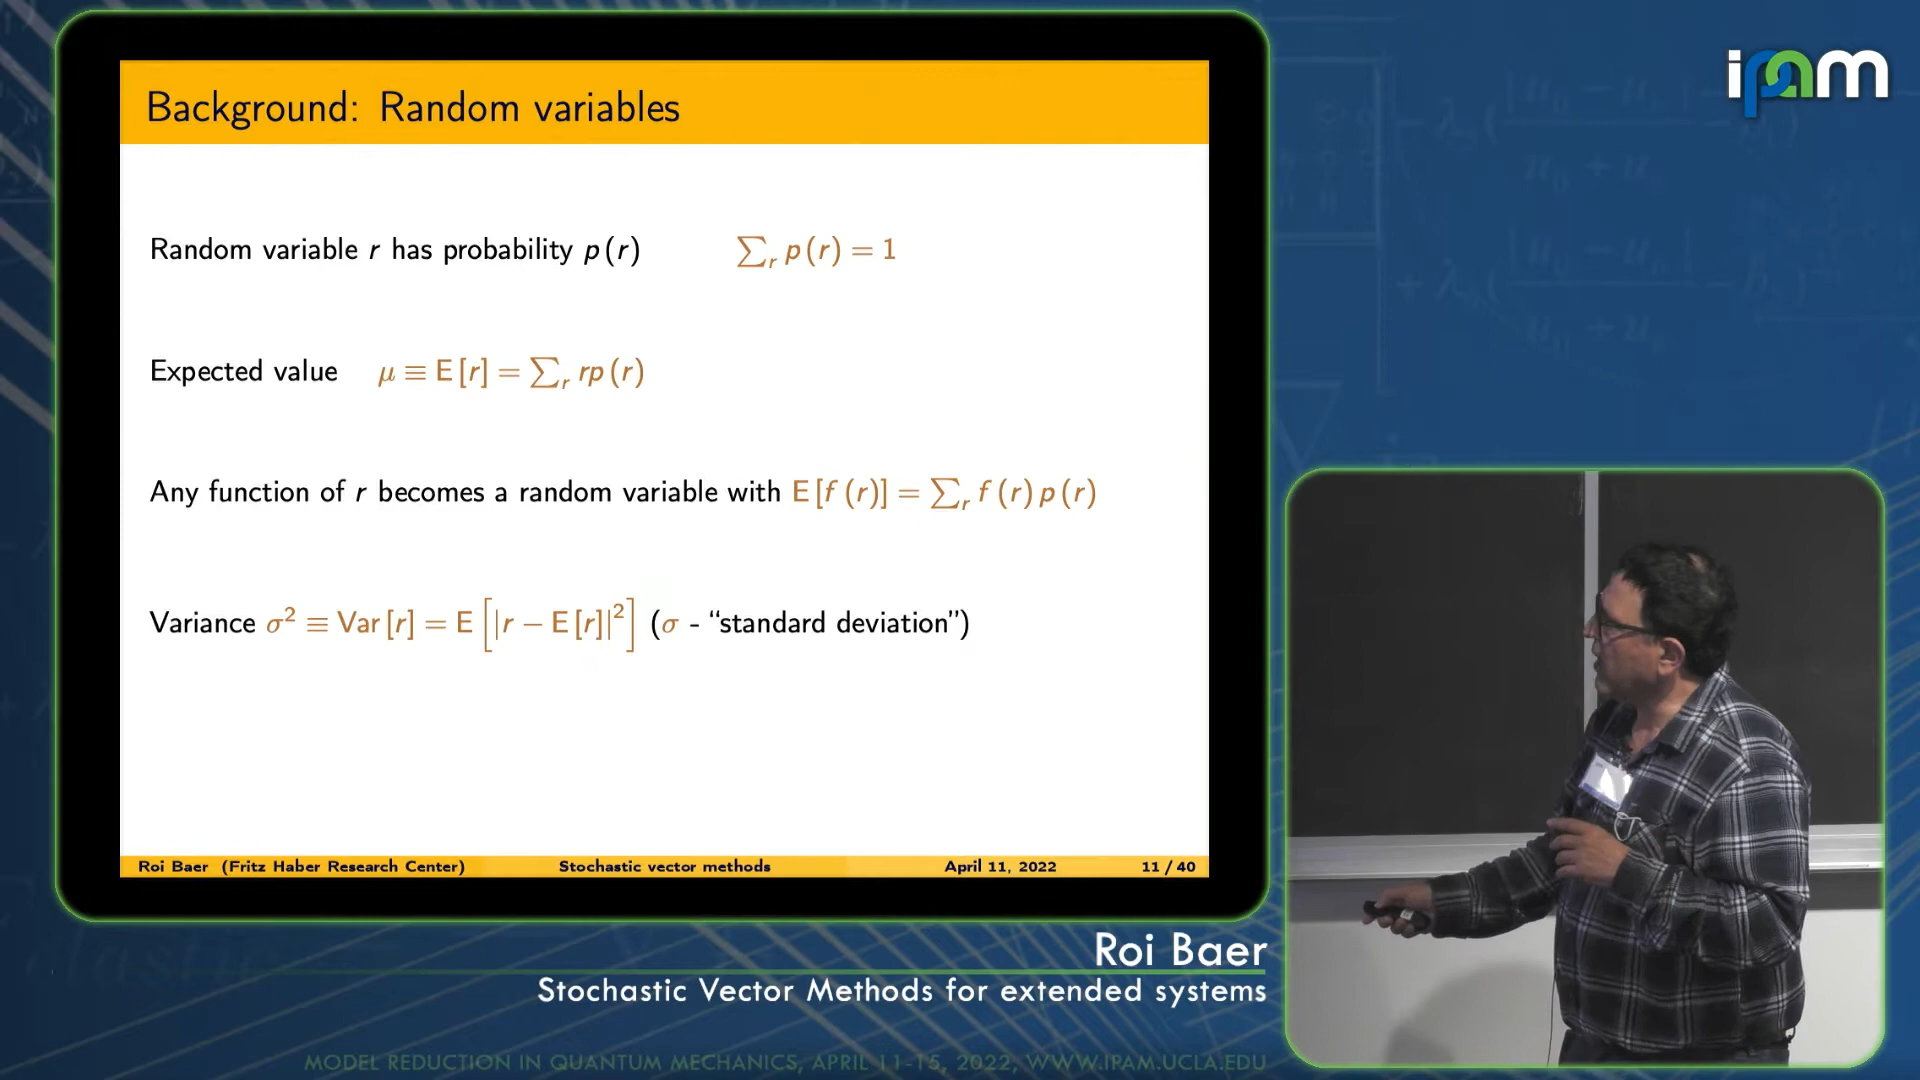 ipam
Background: Random variables
Random variable r has probability p (r) ∑_r p (r) = 1
Expected value μ ≡ E [r] = ∑_r rp (r)
Any function of r becomes a random variable with E [f (r)] = ∑_r f (r) p (r)
Variance σ² ≡ Var [r] = E [|r − E [r]|²] (σ - “standard deviation”)
Roi Baer (Fritz Haber Research Center) Stochastic vector methods April 11, 2022 11 / 40
Roi Baer
Stochastic Vector Methods for extended systems
MODEL REDUCTION IN QUANTUM MECHANICS, APRIL 11-15, 2022, WWW.IPAM.UCLA.EDU